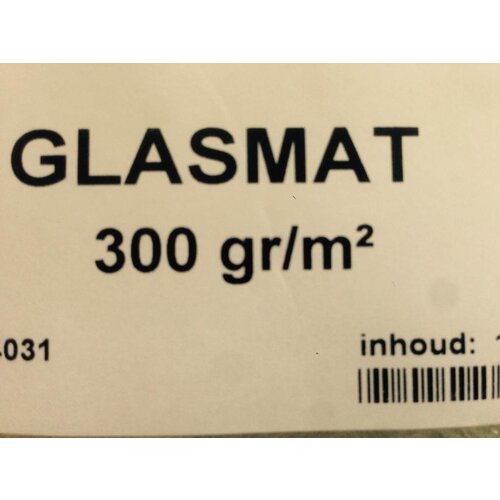 GLASMAT
300 gr/m²
031 inhoud: